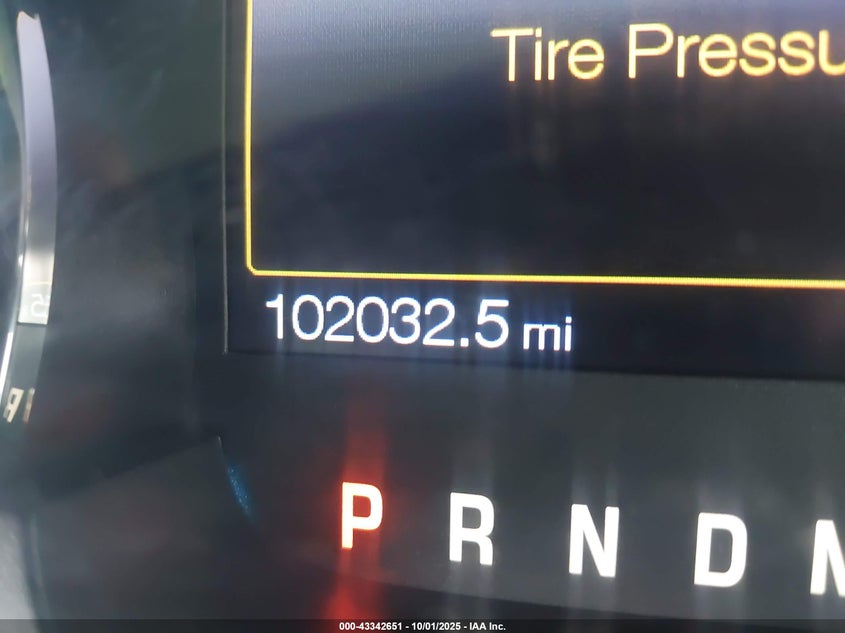 Tire Pressu
102032.5 mi
P R N D M
000-43342651 - 10/01/2025 - IAA Inc.